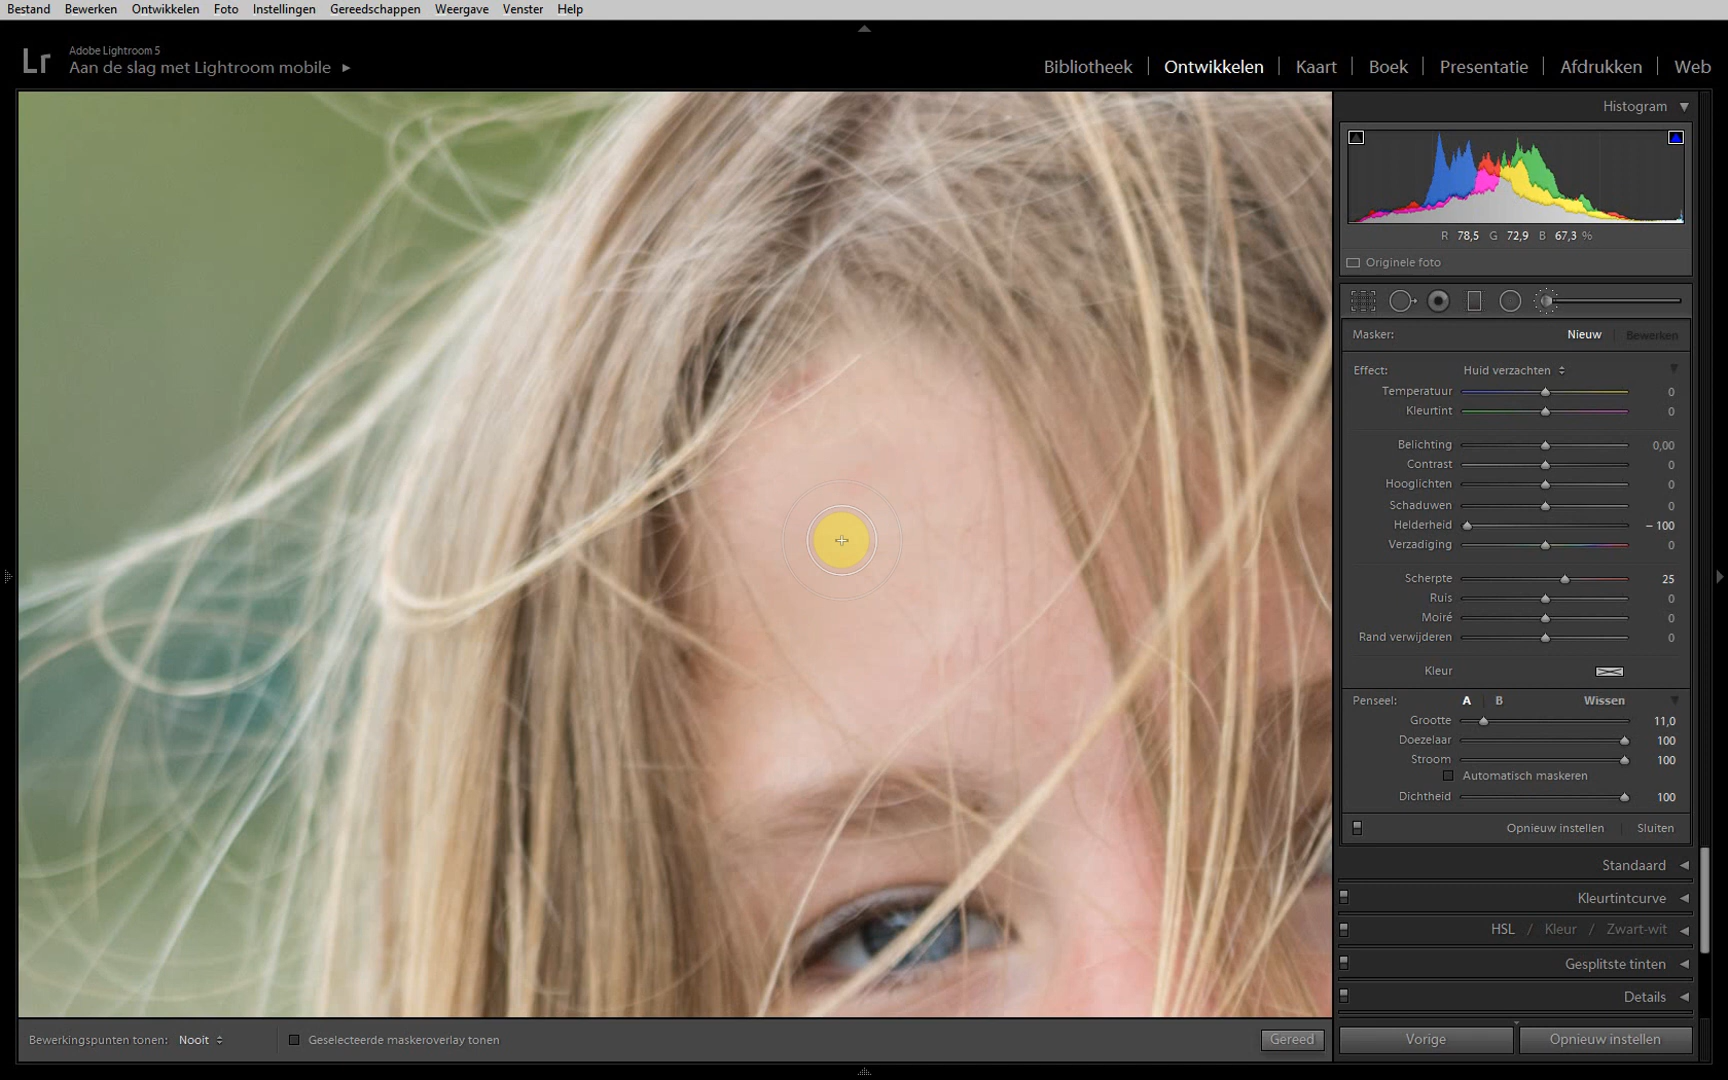 Bestand Bewerken Ontwikkelen Foto Instellingen Gereedschappen Weergave Venster Help
Lr
Adobe Lightroom 5
Aan de slag met Lightroom mobile
Bibliotheek | Ontwikkelen | Kaart | Boek | Presentatie | Afdrukken | Web
Histogram
R 78,5 G 72,9 B 67,3 %
Originele foto
Masker: Nieuw | Bewerken
Effect: Huid verzachten
Temperatuur 0
Kleurtint 0
Belichting 0,00
Contrast 0
Hooglichten 0
Schaduwen 0
Helderheid – 100
Verzadiging 0
Scherpte 25
Ruis 0
Moiré 0
Rand verwijderen 0
Kleur
Penseel: A | B Wissen
Grootte 11,0
Doezelaar 100
Stroom 100
Automatisch maskeren
Dichtheid 100
Opnieuw instellen | Sluiten
Standaard
Kleurtintcurve
HSL / Kleur / Zwart-wit
Gesplitste tinten
Details
Bewerkingspunten tonen: Nooit Geselecteerde maskeroverlay tonen Gereed
Vorige Opnieuw instellen